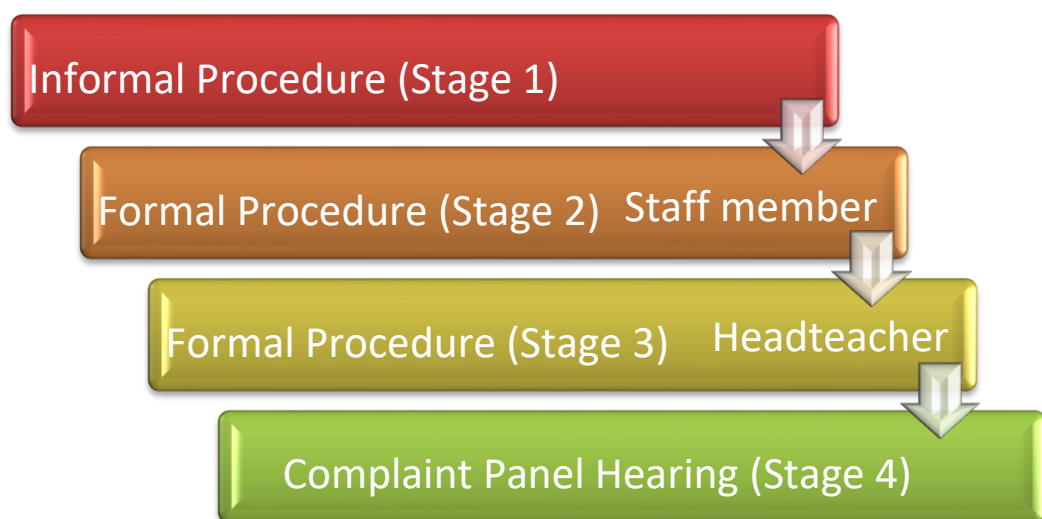 Informal Procedure (Stage 1)
Formal Procedure (Stage 2) Staff member
Formal Procedure (Stage 3) Headteacher
Complaint Panel Hearing (Stage 4)